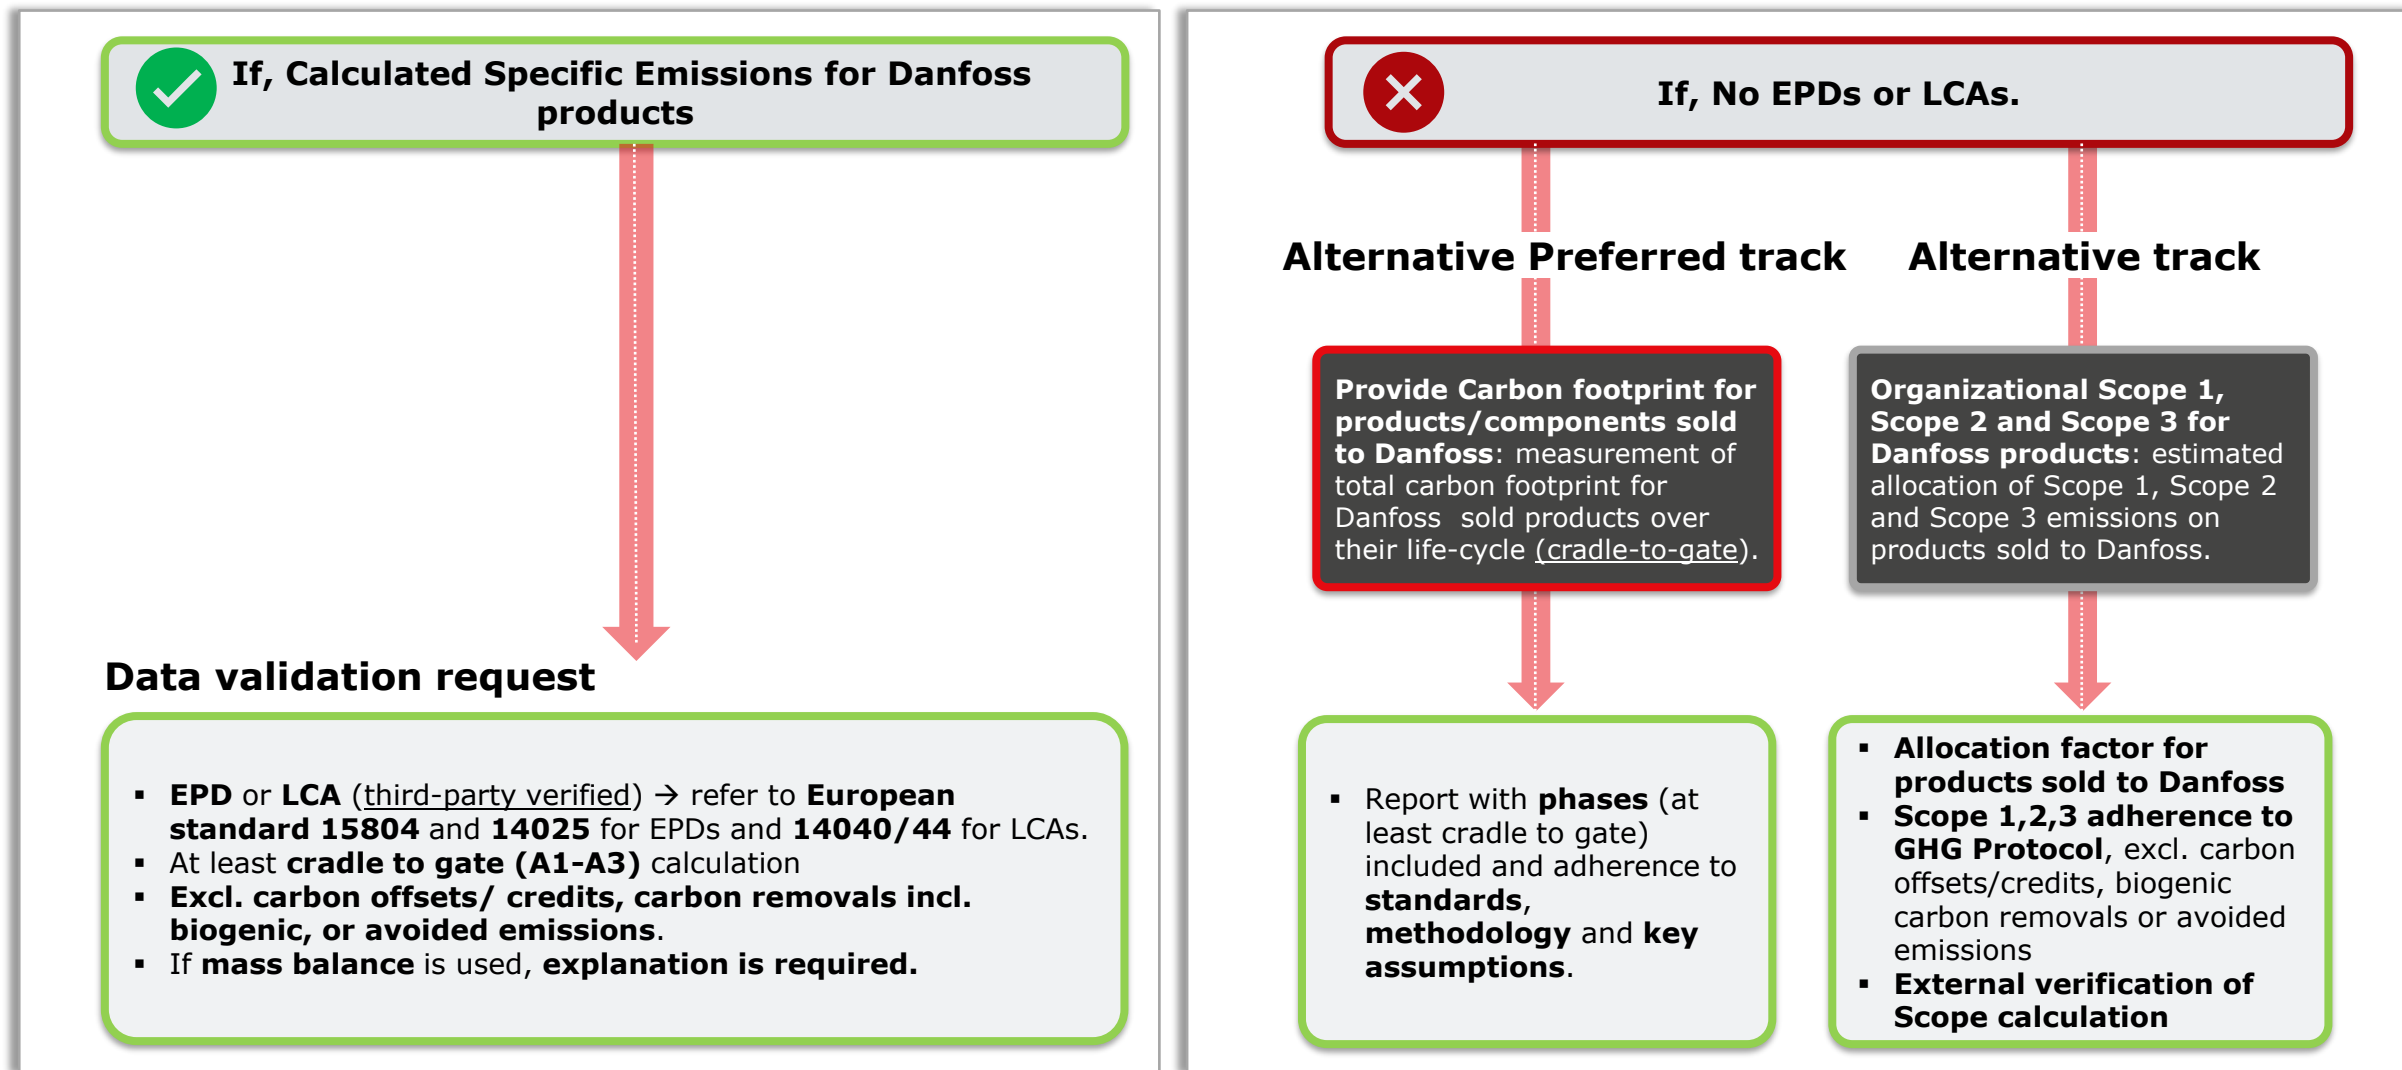 If, Calculated Specific Emissions for Danfoss
products
Data validation request
▪ EPD or LCA (third-party verified) → refer to European
standard 15804 and 14025 for EPDs and 14040/44 for LCAs.
▪ At least cradle to gate (A1-A3) calculation
▪ Excl. carbon offsets/ credits, carbon removals incl.
biogenic, or avoided emissions.
▪ If mass balance is used, explanation is required.
If, No EPDs or LCAs.
Alternative Preferred track
Provide Carbon footprint for
products/components sold
to Danfoss: measurement of
total carbon footprint for
Danfoss  sold products over
their life-cycle (cradle-to-gate).
▪ Report with phases (at
least cradle to gate)
included and adherence to
standards,
methodology and key
assumptions.
Alternative track
Organizational Scope 1,
Scope 2 and Scope 3 for
Danfoss products: estimated
allocation of Scope 1, Scope 2
and Scope 3 emissions on
products sold to Danfoss.
▪ Allocation factor for
products sold to Danfoss
▪ Scope 1,2,3 adherence to
GHG Protocol, excl. carbon
offsets/credits, biogenic
carbon removals or avoided
emissions
▪ External verification of
Scope calculation